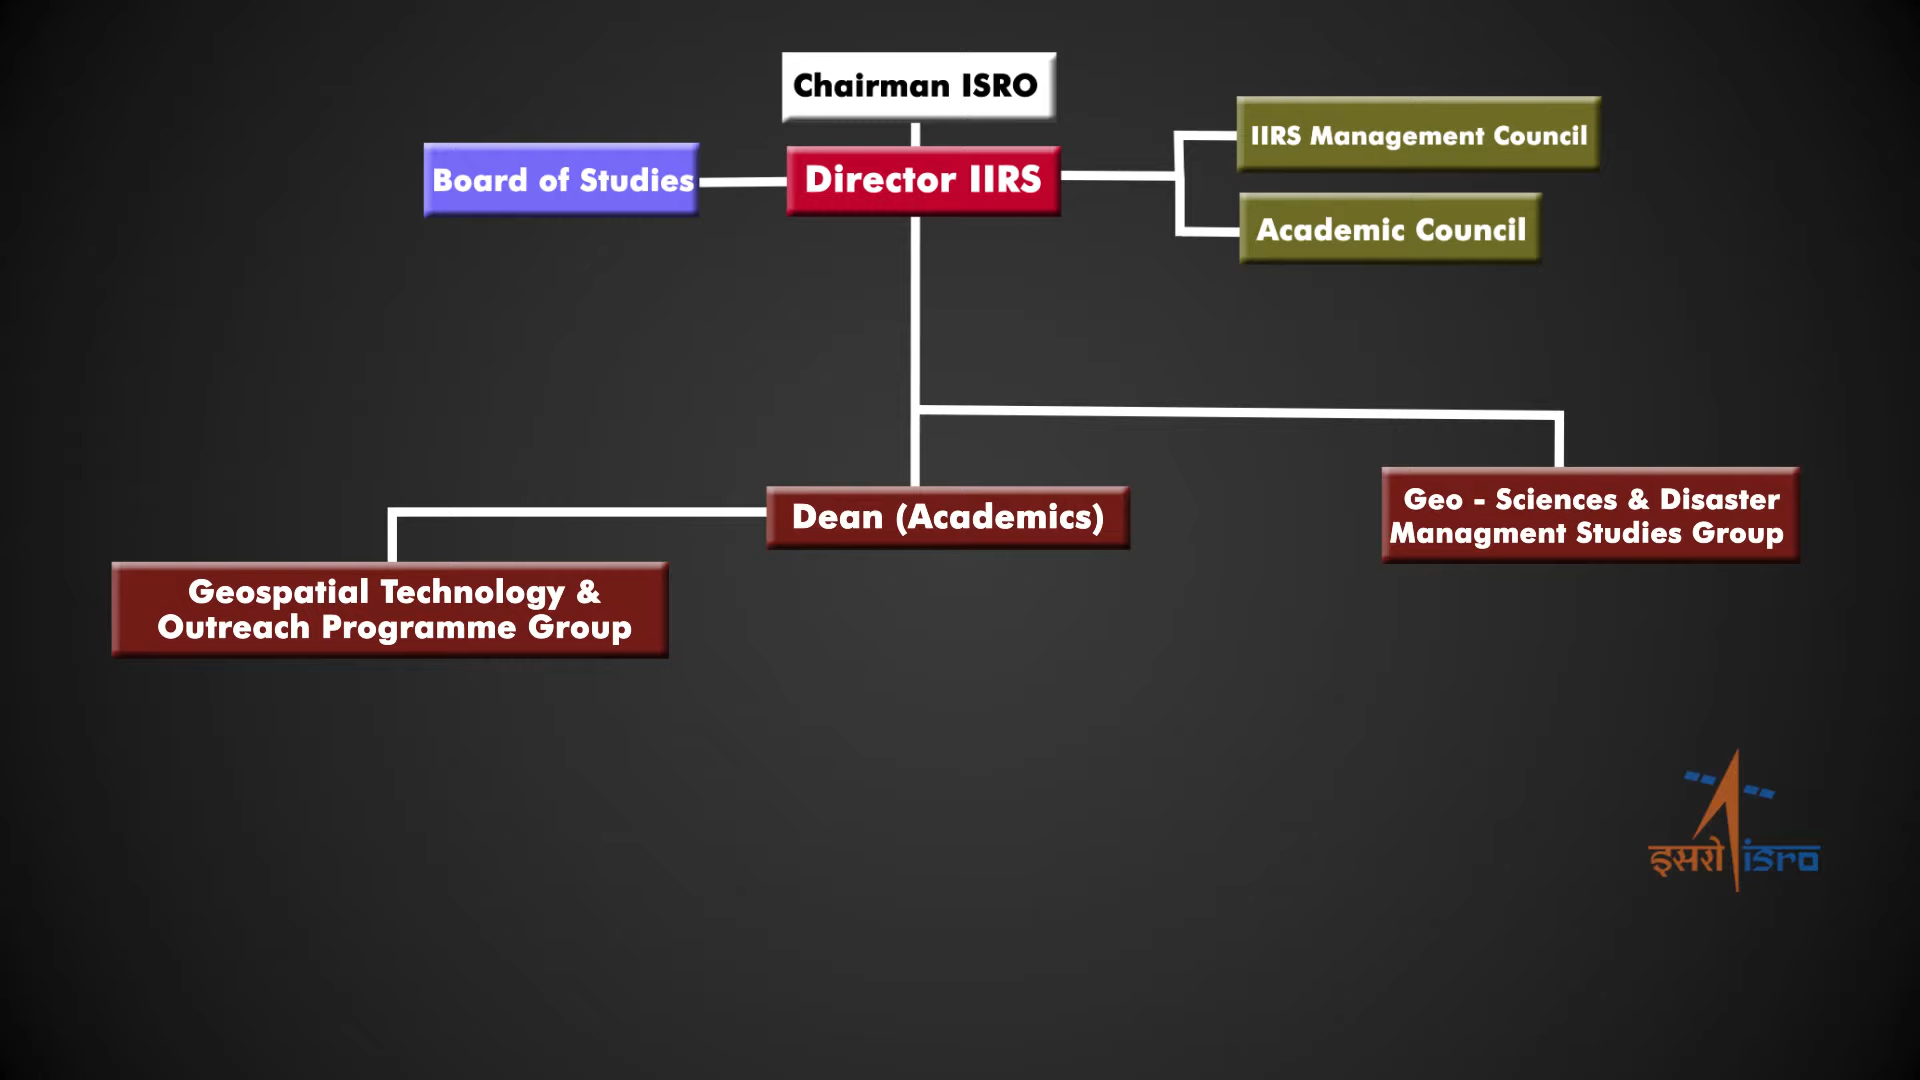 Chairman ISRO
IIRS Management Council
Board of Studies
Director IIRS
Academic Council
Dean (Academics)
Geo - Sciences & Disaster
Managment Studies Group
Geospatial Technology &
Outreach Programme Group
इसरो isro